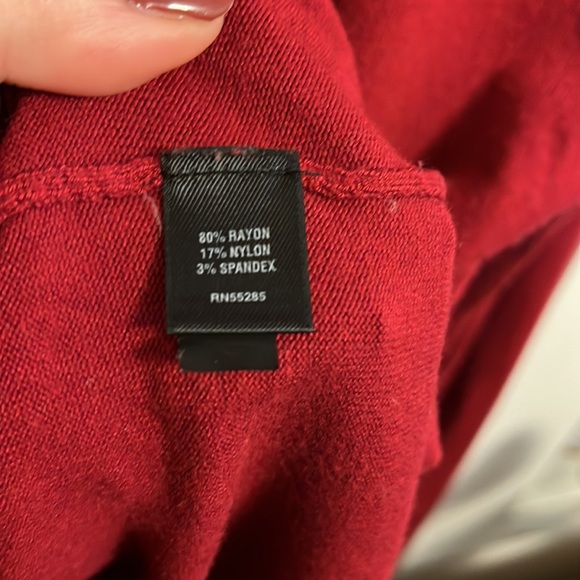 80% RAYON
17% NYLON
3% SPANDEX
RN55285